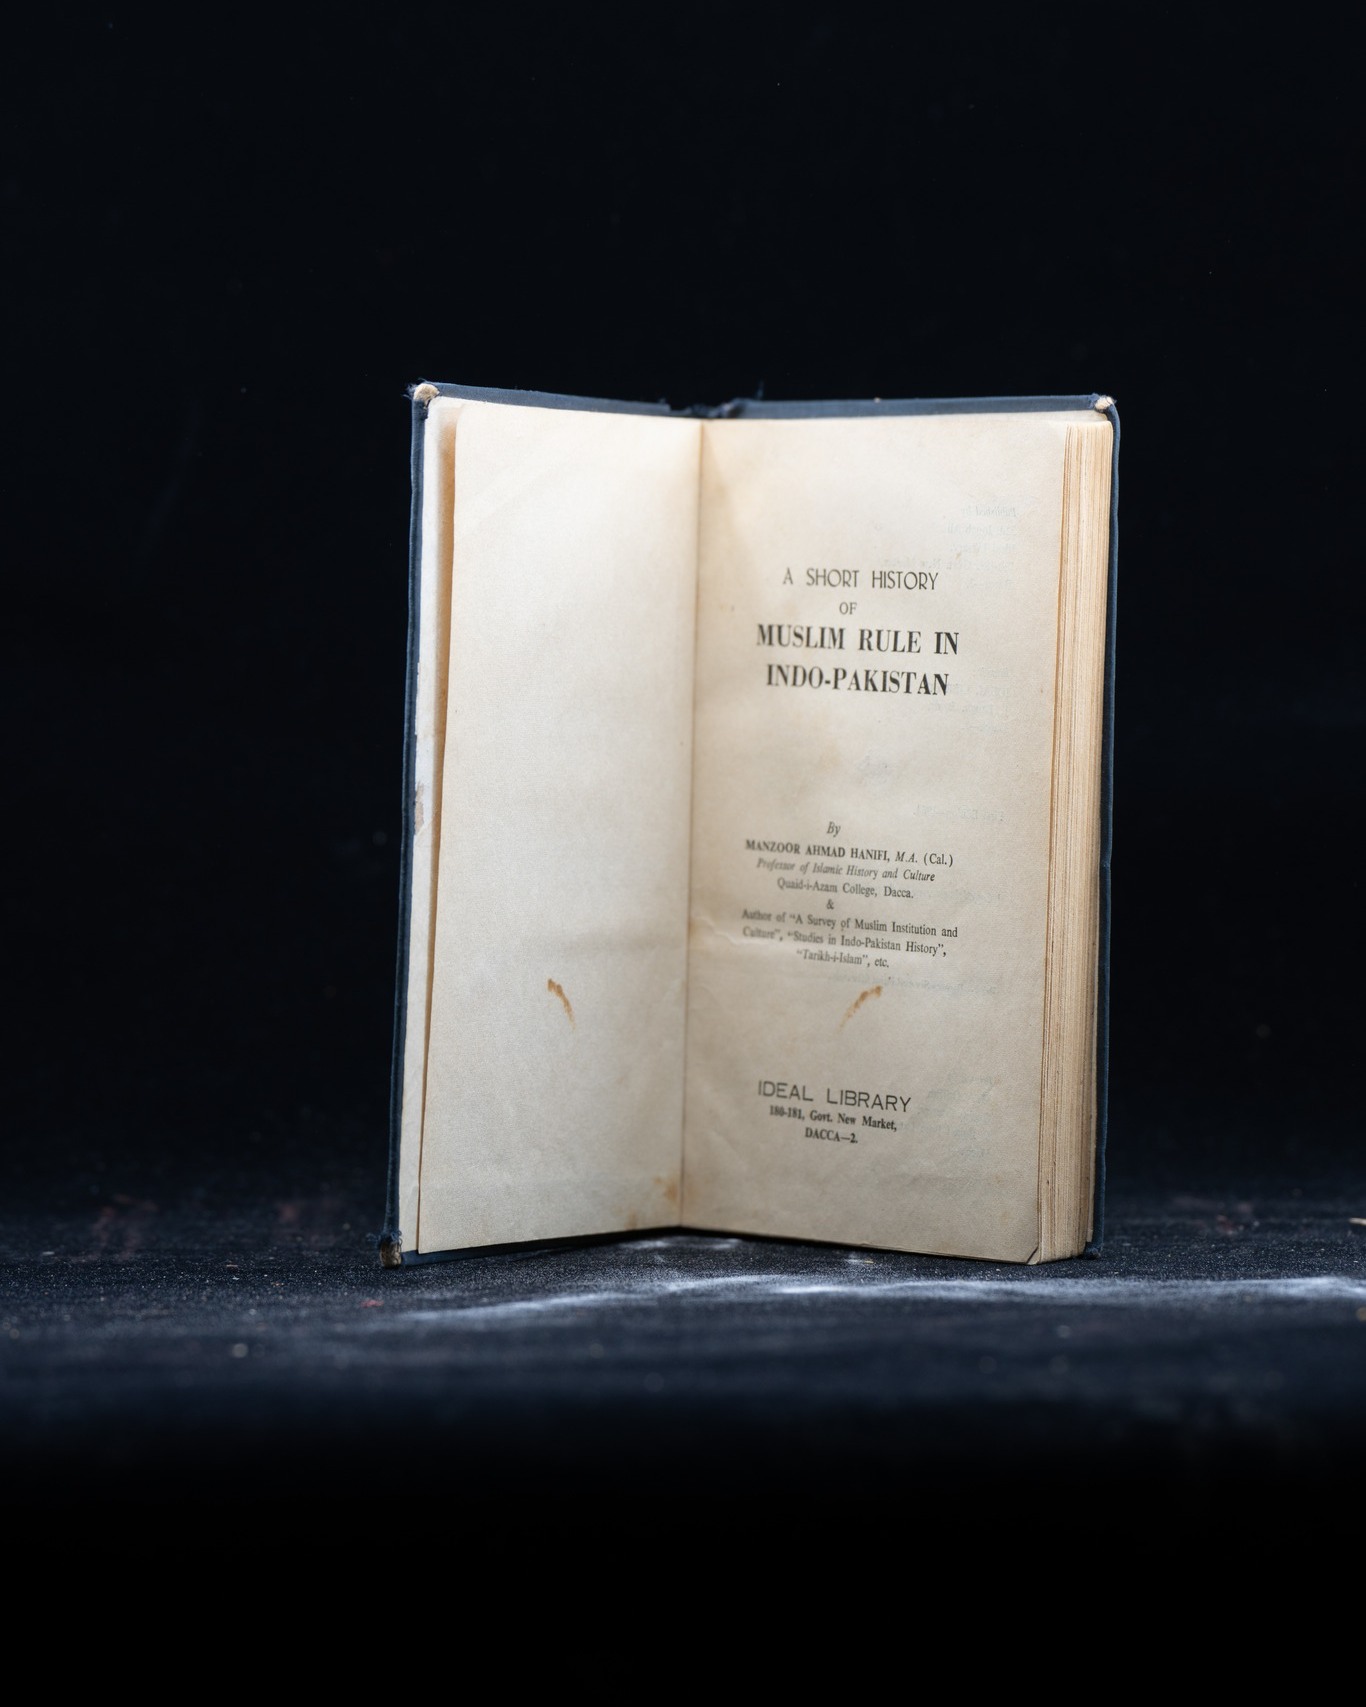 A SHORT HISTORY
OF
MUSLIM RULE IN
INDO-PAKISTAN
By
MANZOOR AHMAD HANIFI, M.A. (Cal.)
Professor of Islamic History and Culture
Quaid-i-Azam College, Dacca.
&
Author of "A Survey of Muslim Institution and
Culture", "Studies in Indo-Pakistan History",
"Tarikh-i-Islam", etc.
IDEAL LIBRARY
180-181, Govt. New Market,
DACCA—2.